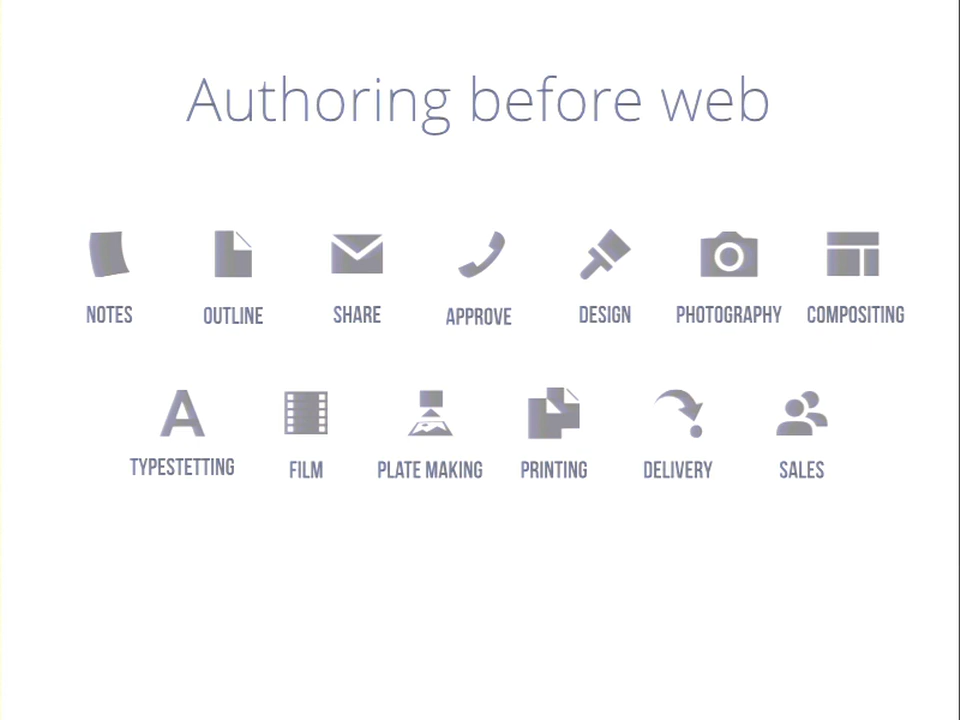 Authoring before web
NOTES OUTLINE SHARE APPROVE DESIGN PHOTOGRAPHY COMPOSITING
TYPESTETTING FILM PLATE MAKING PRINTING DELIVERY SALES